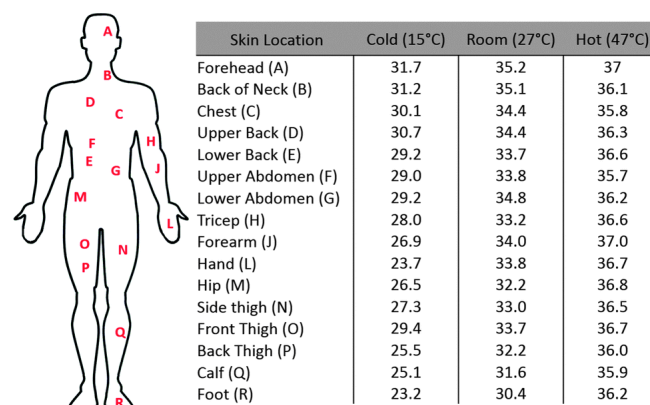 A
B
D
C
F
H
E
G
J
M
L
O
N
P
Q
R
Skin Location Cold (15°C) Room (27°C) Hot (47°C)
Forehead (A) 31.7 35.2 37
Back of Neck (B) 31.2 35.1 36.1
Chest (C) 30.1 34.4 35.8
Upper Back (D) 30.7 34.4 36.3
Lower Back (E) 29.2 33.7 36.6
Upper Abdomen (F) 29.0 33.8 35.7
Lower Abdomen (G) 29.2 34.8 36.2
Tricep (H) 28.0 33.2 36.6
Forearm (J) 26.9 34.0 37.0
Hand (L) 23.7 33.8 36.7
Hip (M) 26.5 32.2 36.8
Side thigh (N) 27.3 33.0 36.5
Front Thigh (O) 29.4 33.7 36.7
Back Thigh (P) 25.5 32.2 36.0
Calf (Q) 25.1 31.6 35.9
Foot (R) 23.2 30.4 36.2